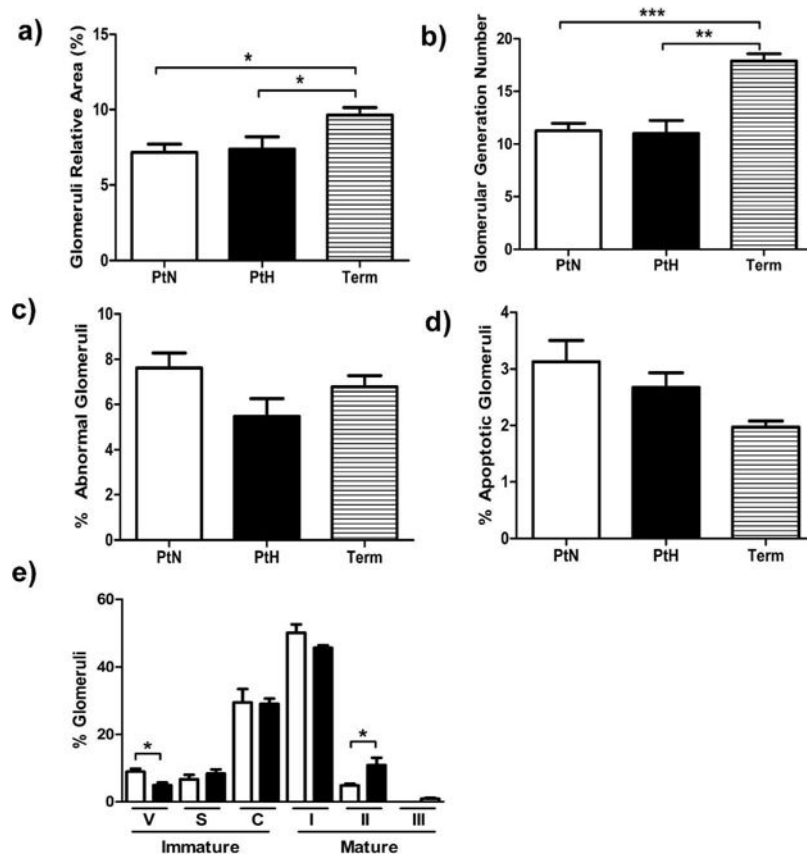 a)
Glomeruli Relative Area (%)
15
10
5
0
*
*
PtN PtH Term
b)
Glomerular Generation Number
20
15
10
5
0
***
**
PtN PtH Term
c)
% Abnormal Glomeruli
10
8
6
4
2
0
PtN PtH Term
d)
% Apoptotic Glomeruli
4
3
2
1
0
PtN PtH Term
e)
% Glomeruli
60
40
20
0
*
*
V S C I II III
Immature Mature